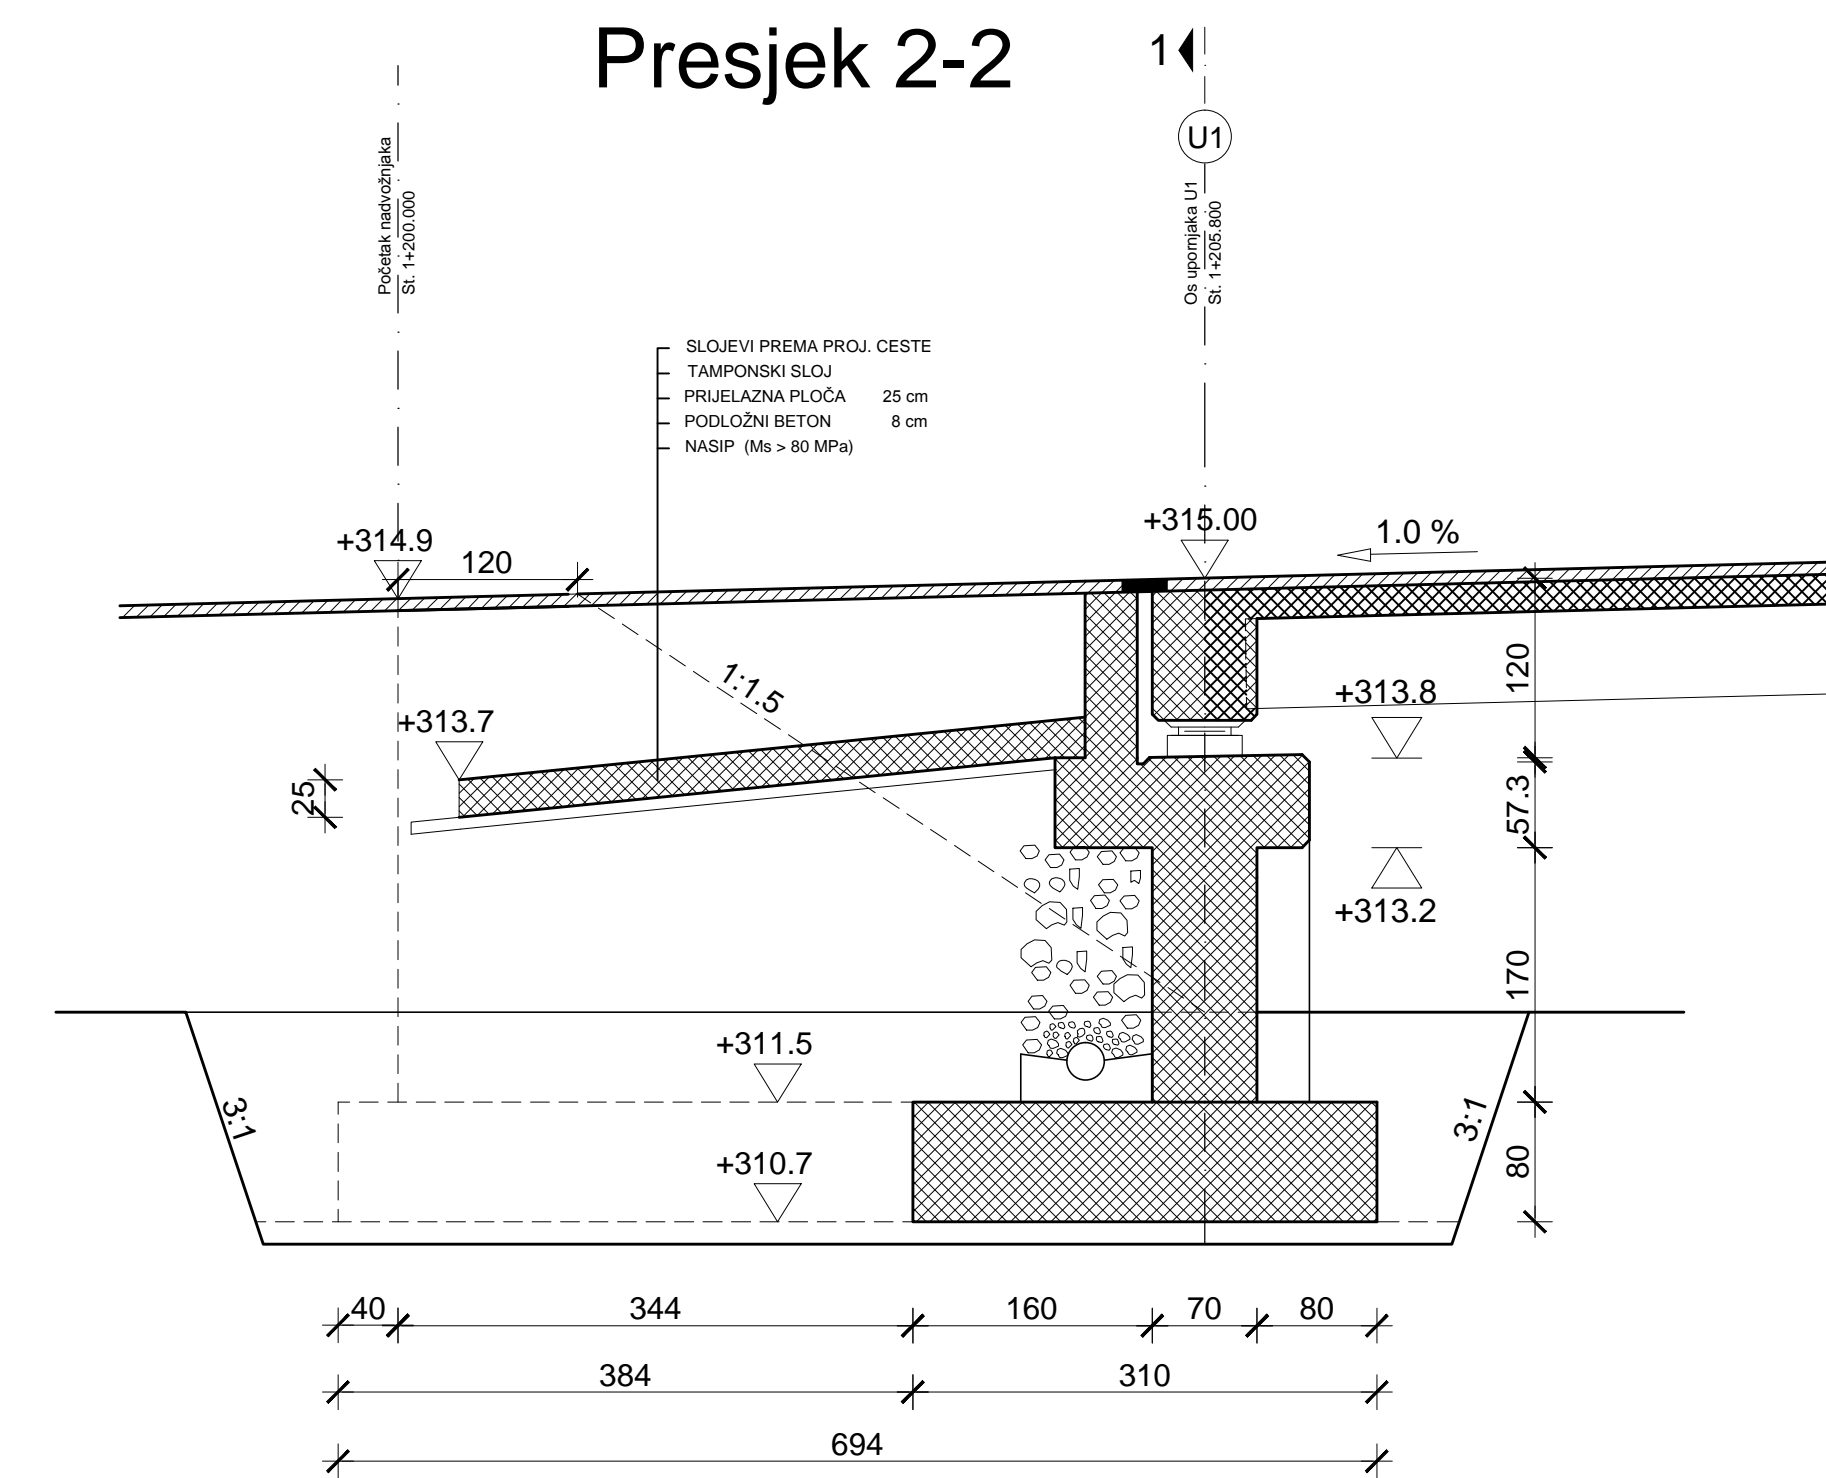 Presjek 2-2
1
U1
Početak nadvožnjaka
St. 1+200.000
Os upornjaka U1
St. 1+205.800
SLOJEVI PREMA PROJ. CESTE
TAMPONSKI SLOJ
PRIJELAZNA PLOČA 25 cm
PODLOŽNI BETON 8 cm
NASIP (Ms > 80 MPa)
+314.9
120
+315.00
1.0 %
1:1.5
+313.7
25
+313.8
120
57.3
+313.2
170
+311.5
3:1
3:1
+310.7
80
40 344 160 70 80
384 310
694